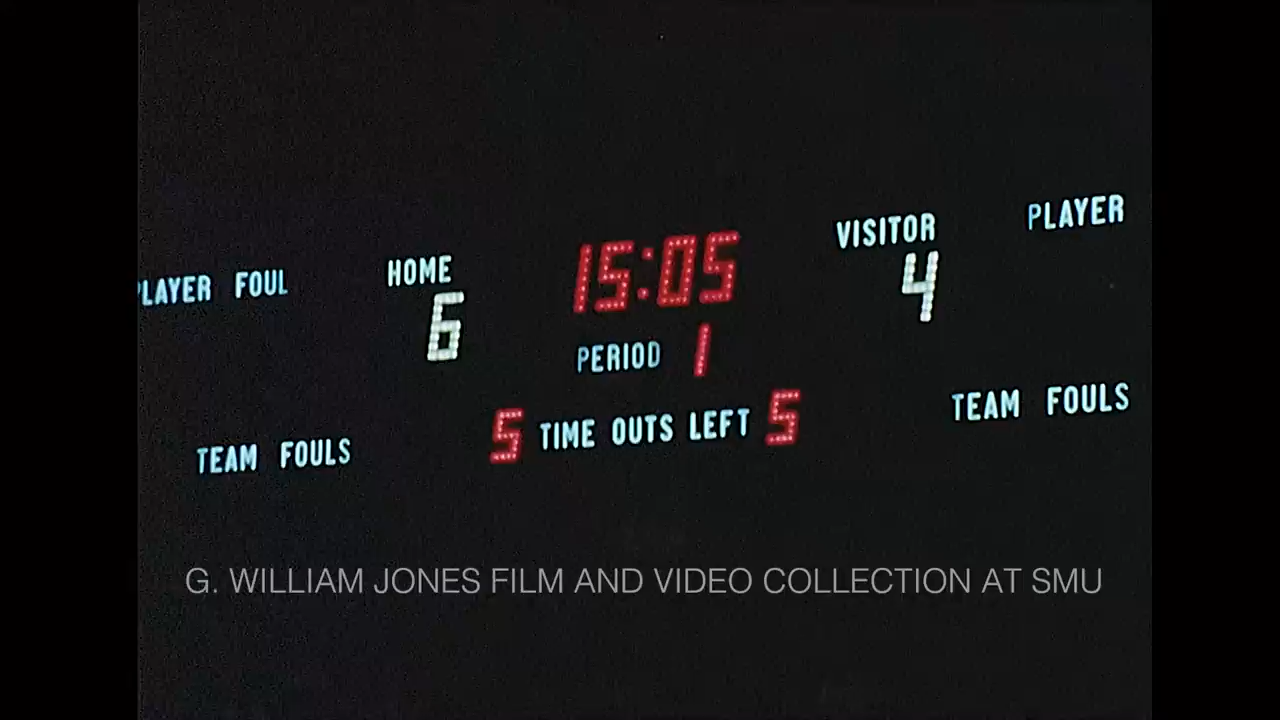 PLAYER FOUL HOME 15:05 VISITOR PLAYER
6 4
PERIOD 1
5 TIME OUTS LEFT 5
TEAM FOULS TEAM FOULS
G. WILLIAM JONES FILM AND VIDEO COLLECTION AT SMU